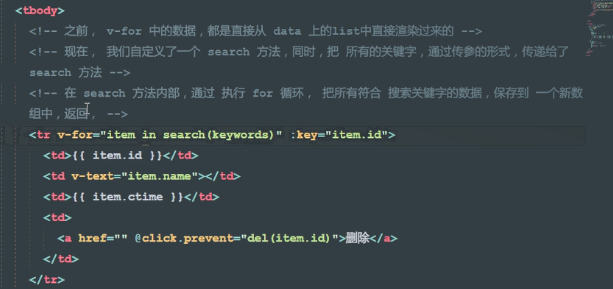 <tbody>
<!-- 之前， v-for 中的数据，都是直接从 data 上的list中直接渲染过来的 -->
<!-- 现在， 我们自定义了一个 search 方法，同时，把 所有的关键字，通过传参的形式，传递给了
search 方法 -->
<!-- 在 search 方法内部，通过 执行 for 循环， 把所有符合 搜索关键字的数据，保存到 一个新数
组中，返回， -->
<tr v-for="item in search(keywords)" :key="item.id">
<td>{{ item.id }}</td>
<td v-text="item.name"></td>
<td>{{ item.ctime }}</td>
<td>
<a href="" @click.prevent="del(item.id)">删除</a>
</td>
</tr>